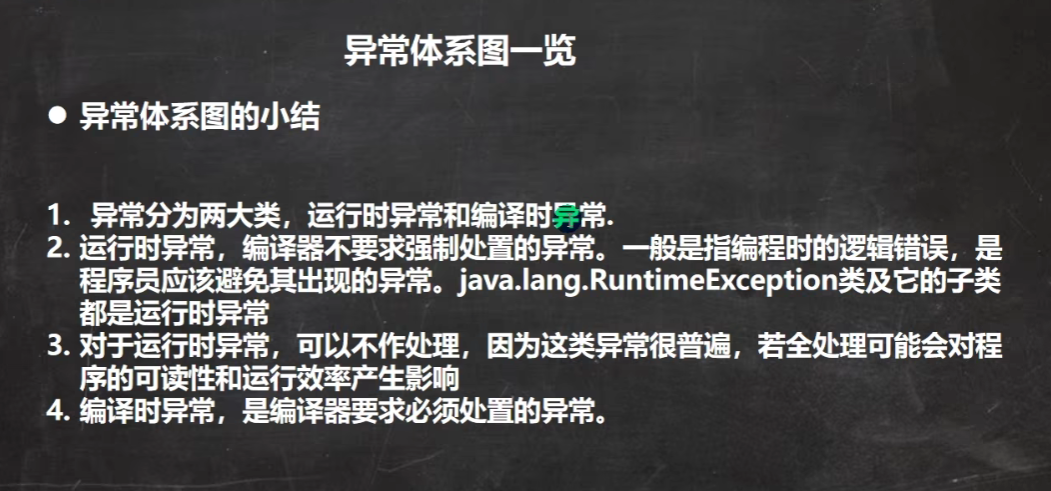 异常体系图一览
● 异常体系图的小结
1. 异常分为两大类，运行时异常和编译时异常.
2. 运行时异常，编译器不要求强制处置的异常。一般是指编程时的逻辑错误，是
程序员应该避免其出现的异常。java.lang.RuntimeException类及它的子类
都是运行时异常
3. 对于运行时异常，可以不作处理，因为这类异常很普遍，若全处理可能会对程
序的可读性和运行效率产生影响
4. 编译时异常，是编译器要求必须处置的异常。